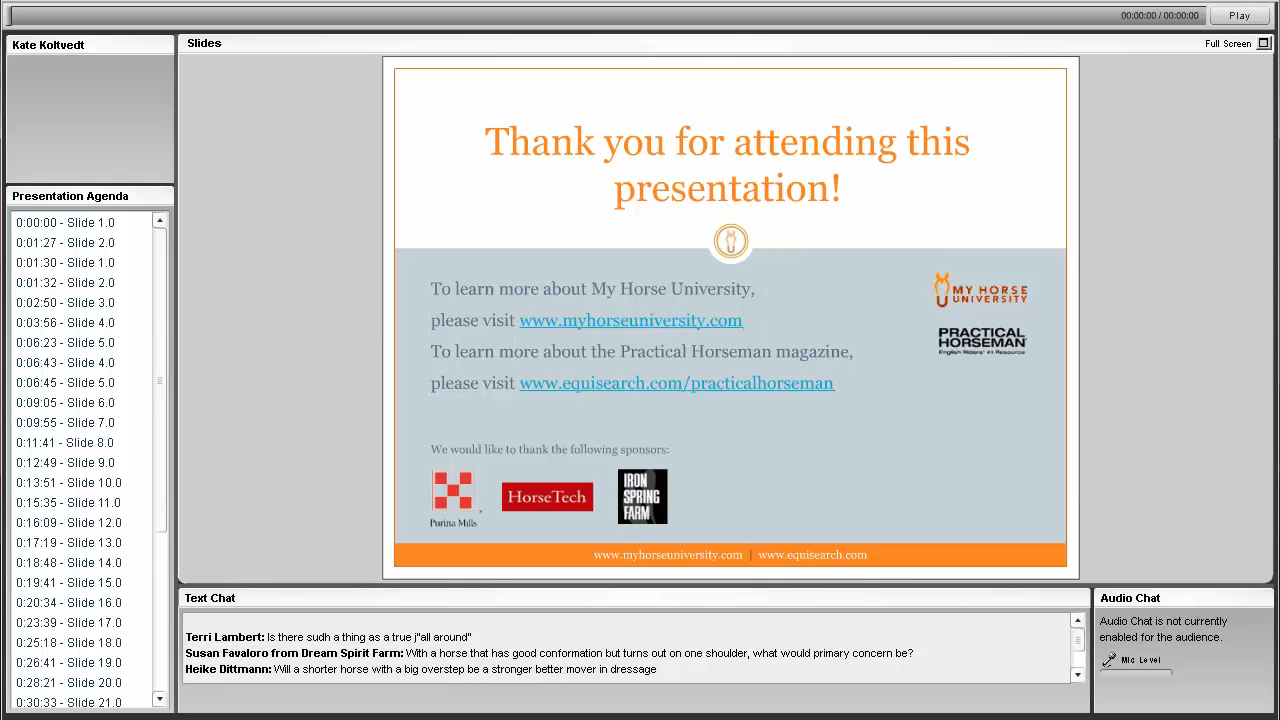 00:00:00 / 00:00:00
Play
Kate Koltvedt
Slides
Full Screen
Presentation Agenda
0:00:00 - Slide 1.0
0:01:27 - Slide 2.0
0:01:30 - Slide 1.0
0:01:32 - Slide 2.0
0:02:50 - Slide 3.0
0:03:56 - Slide 4.0
0:06:23 - Slide 5.0
0:06:43 - Slide 4.0
0:06:45 - Slide 5.0
0:09:05 - Slide 6.0
0:09:55 - Slide 7.0
0:11:41 - Slide 8.0
0:12:49 - Slide 9.0
0:13:51 - Slide 10.0
0:15:35 - Slide 11.0
0:16:09 - Slide 12.0
0:17:19 - Slide 13.0
0:18:48 - Slide 14.0
0:19:41 - Slide 15.0
0:20:34 - Slide 16.0
0:23:39 - Slide 17.0
0:25:18 - Slide 18.0
0:26:41 - Slide 19.0
0:28:21 - Slide 20.0
0:30:33 - Slide 21.0
Thank you for attending this
presentation!
To learn more about My Horse University,
please visit www.myhorseuniversity.com
To learn more about the Practical Horseman magazine,
please visit www.equisearch.com/practicalhorseman
MY HORSE
UNIVERSITY
PRACTICAL
HORSEMAN
English Riders' #1 Resource
We would like to thank the following sponsors:
Purina Mills
HorseTech
IRON
SPRING
FARM
www.myhorseuniversity.com | www.equisearch.com
Text Chat
Terri Lambert: Is there sudh a thing as a true j"all around"
Susan Favaloro from Dream Spirit Farm: With a horse that has good conformation but turns out on one shoulder, what would primary concern be?
Heike Dittmann: Will a shorter horse with a big overstep be a stronger better mover in dressage
Audio Chat
Audio Chat is not currently
enabled for the audience.
Mic Level